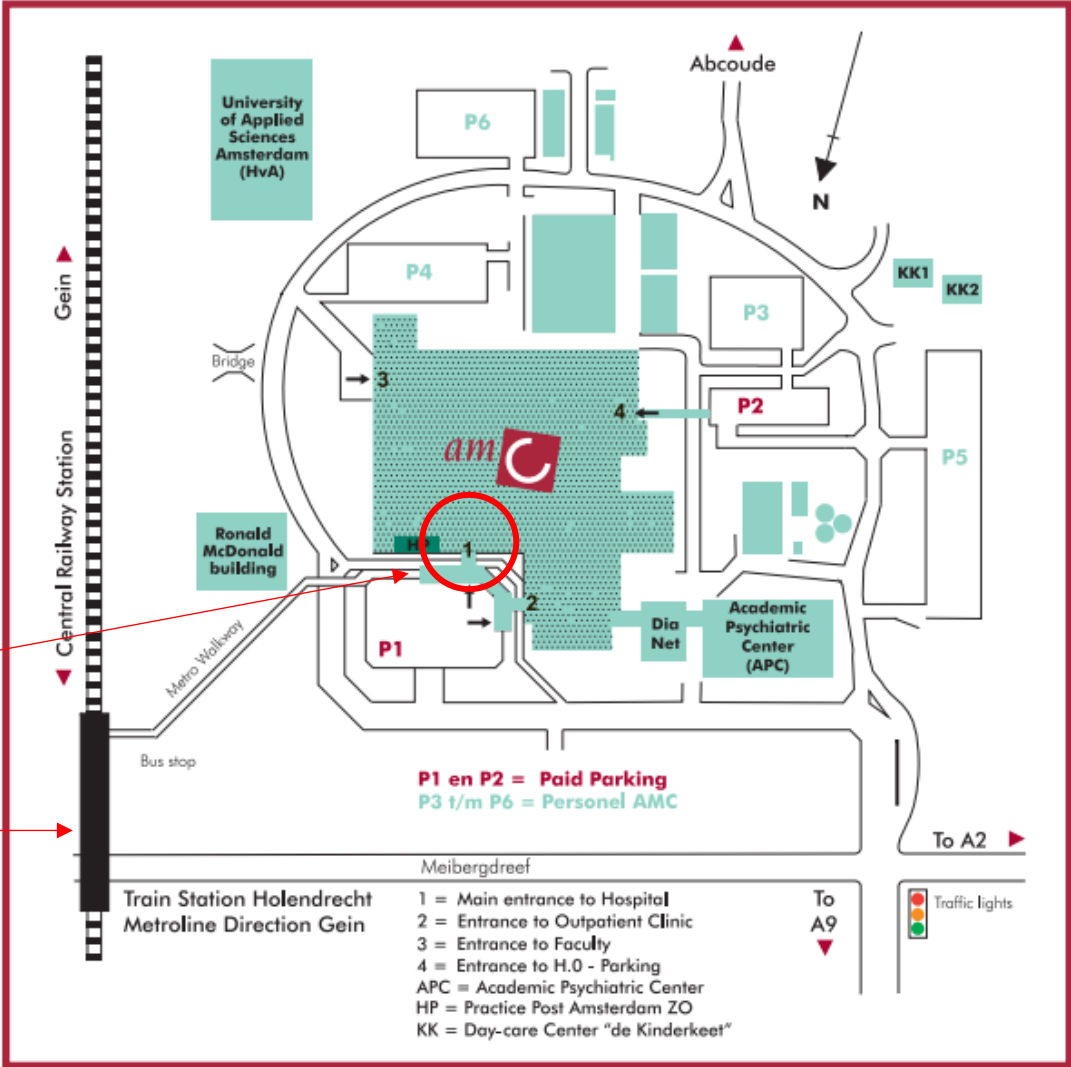 Abcoude
University
of Applied
Sciences
Amsterdam
(HvA)
P6
N
Gein
P4
KK1
KK2
P3
Bridge
3
4
P2
am
P5
Central Railway Station
Ronald
McDonald
building
HP
1
2
Dia
Net
Academic
Psychiatric
Center
(APC)
P1
Metro Walkway
Bus stop
P1 en P2 = Paid Parking
P3 t/m P6 = Personel AMC
To A2
Meibergdreef
Train Station Holendrecht
Metroline Direction Gein
1 = Main entrance to Hospital
2 = Entrance to Outpatient Clinic
3 = Entrance to Faculty
4 = Entrance to H.0 - Parking
APC = Academic Psychiatric Center
HP = Practice Post Amsterdam ZO
KK = Day-care Center "de Kinderkeet"
To
A9
Traffic lights